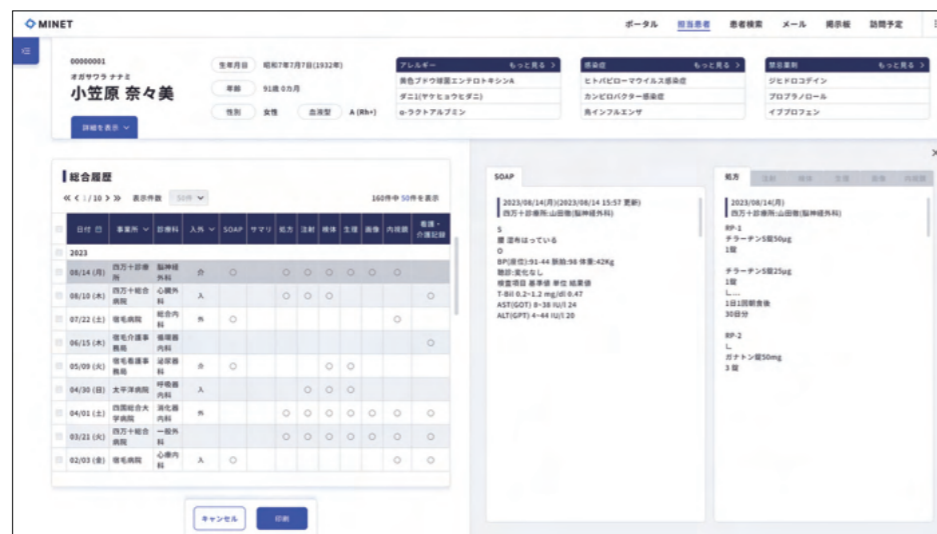 MINET
ポータル 担当患者 患者検索 メール 掲示板 訪問予定
00000001
オガサワラ ナナミ
小笠原 奈々美
詳細を表示
生年月日 昭和7年7月7日(1932年)
年齢 91歳 0カ月
性別 女性 血液型 A (Rh+)
アレルギー もっと見る >
黄色ブドウ球菌エンテロトキシンA
ダニ1(ヤケヒョウヒダニ)
α-ラクトアルブミン
感染症 もっと見る >
ヒトパピローマウイルス感染症
カンピロバクター感染症
鳥インフルエンザ
禁忌薬剤 もっと見る >
ジヒドロコデイン
プロプラノロール
イブプロフェン
総合履歴
≪ < 1 / 10 > ≫ 表示件数 50件 160件中 50件を表示
日付 事業所 診療科 入外 SOAP サマリ 処方 注射 検体 生理 画像 内視鏡 看護・介護記録
2023
08/14 (月) 四万十診療所 脳神経外科 介 ○ ○ ○ ○ ○ ○ ○
08/10 (木) 四万十総合病院 心臓外科 入 ○ ○ ○ ○
07/22 (土) 宿毛病院 総合内科 外 ○ ○
06/15 (木) 宿毛介護事務局 循環器内科 ○
05/09 (火) 宿毛看護事務局 泌尿器科 介 ○ ○ ○
04/30 (日) 太平洋病院 呼吸器内科 入 ○ ○ ○
04/01 (土) 四国総合大学病院 消化器内科 外 ○ ○ ○ ○ ○ ○ ○
03/21 (火) 四万十総合病院 一般外科 ○ ○ ○ ○ ○ ○ ○
02/03 (金) 宿毛病院 心療内科 入 ○ ○ ○
キャンセル 印刷
SOAP
2023/08/14(月)(2023/08/14 15:57 更新)
四万十診療所:山田徹(脳神経外科)
S
腰 湿布はっている
O
BP(座位):91-44 脈拍:98 体重:42Kg
聴診:変化なし
検査項目 基準値 単位 結果値
T-Bil 0.2~1.2 mg/dl 0.47
AST(GOT) 8~38 IU/l 24
ALT(GPT) 4~44 IU/l 20
処方 注射 検体 生理 画像 内視鏡
2023/08/14(月)
四万十診療所:山田徹(脳神経外科)
RP-1
チラーヂンS錠50μg
1錠
チラーヂンS錠25μg
1錠
L....
1日1回朝食後
30日分
RP-2
L
ガナトン錠50mg
3 錠